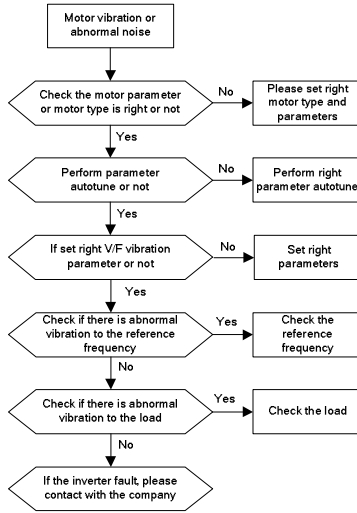 Motor vibration or
abnormal noise
Check the motor parameter
or motor type is right or not
No
Please set right
motor type and
parameters
Yes
Perform parameter
autotune or not
No
Perform right
parameter autotune
Yes
If set right V/F vibration
parameter or not
No
Set right
parameters
Yes
Check if there is abnormal
vibration to the reference
frequency
Yes
Check the
reference
frequency
No
Check if there is abnormal
vibration to the load
Yes
Check the load
No
If the inverter fault, please
contact with the company